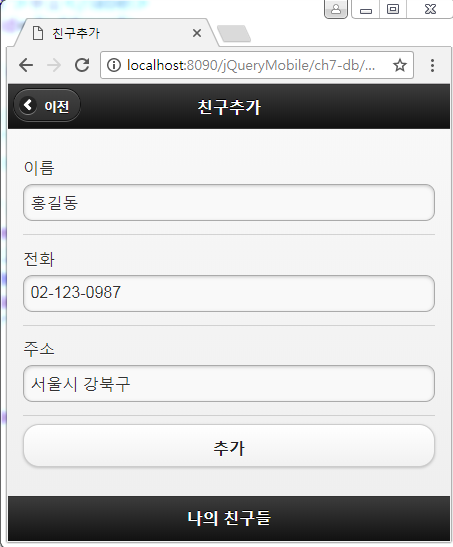 친구추가
localhost:8090/jQueryMobile/ch7-db/...
이전
친구추가
이름
홍길동
전화
02-123-0987
주소
서울시 강북구
추가
나의 친구들